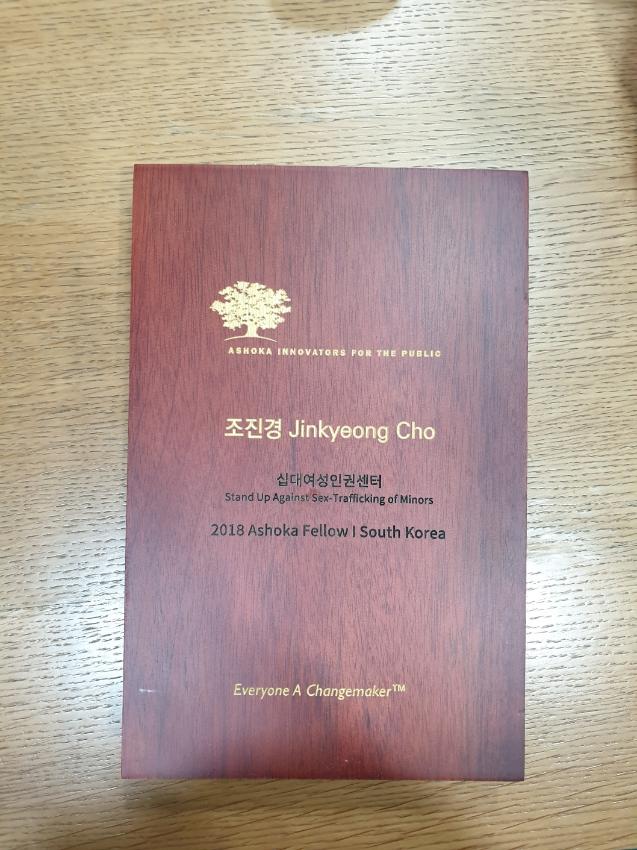 ASHOKA INNOVATORS FOR THE PUBLIC
조진경 Jinkyeong Cho
십대여성인권센터
Stand Up Against Sex-Trafficking of Minors
2018 Ashoka Fellow I South Korea
Everyone A Changemaker™